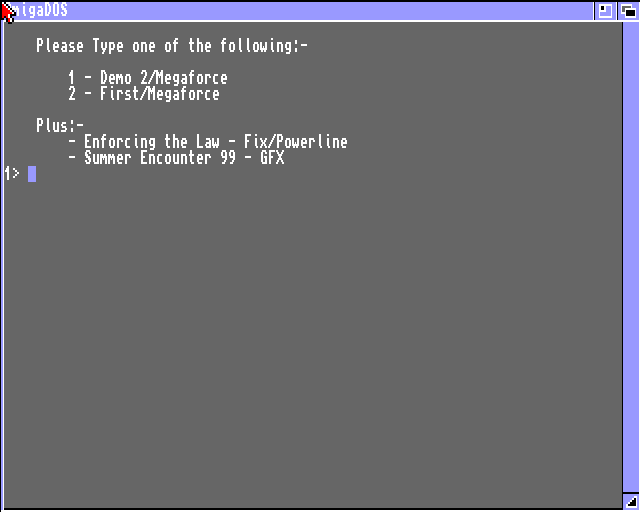 migaDOS
Please Type one of the following:-
1 - Demo 2/Megaforce
2 - First/Megaforce
Plus:-
- Enforcing the Law - Fix/Powerline
- Summer Encounter 99 - GFX
1>